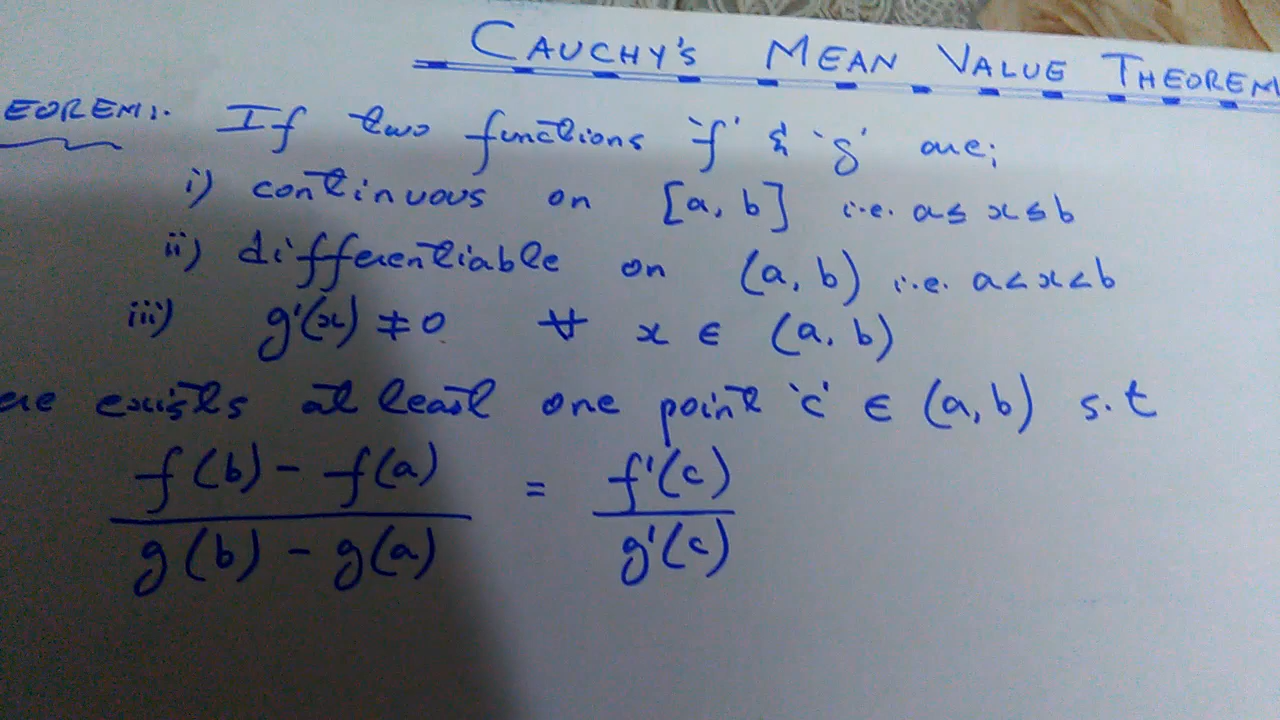 CAUCHY'S MEAN VALUE THEOREM
EOREM:. If two functions 'f' & 'g' are;
i) continuous on [a, b] i.e. a≤ x≤b
ii) differentiable on (a, b) i.e. a<x<b
iii) g'(x) ≠ 0 ∀ x ∈ (a, b)
ere exists at least one point 'c' ∈ (a, b) s.t
f(b) - f(a) / g(b) - g(a) = f'(c) / g'(c)